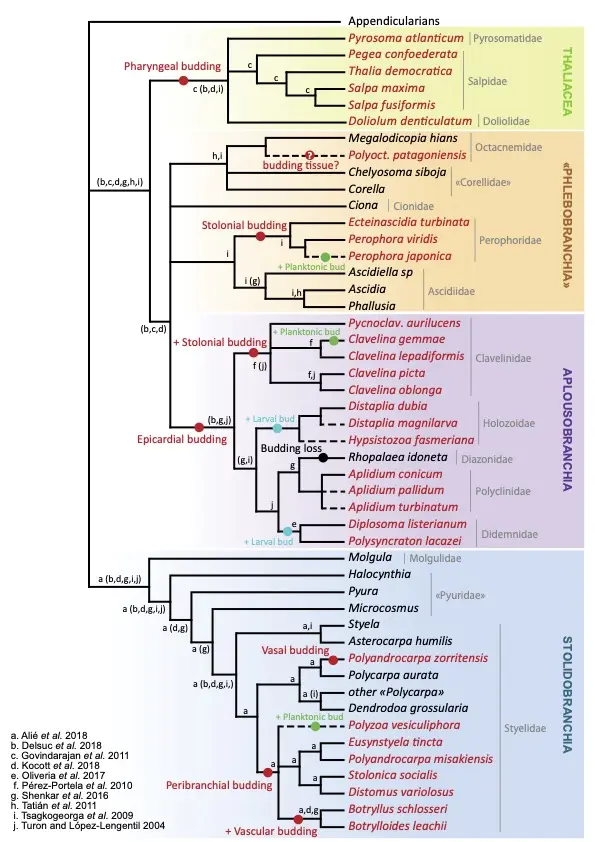 Appendicularians
Pyrosoma atlanticum
Pyrosomatidae
Pegea confoederata
Pharyngeal budding
c
Thalia democratica
c
Salpidae
THALIACEA
c (b,d,i)
c
Salpa maxima
Salpa fusiformis
Doliolum denticulatum
Doliolidae
Megalodicopia hians
Octacnemidae
h,i
Polyoct. patagoniensis
?
budding tissue?
Chelyosoma siboja
«Corellidae»
(b,c,d,g,h,i)
Corella
Ciona
Cionidae
«PHLEBOBRANCHIA»
Stolonial budding
Ecteinascidia turbinata
i
Perophora viridis
Perophoridae
i
Perophora japonica
+ Planktonic bud
Ascidiella sp
i (g)
Ascidia
Ascidiidae
i,h
Phallusia
(b,c,d)
Pycnoclav. aurilucens
+ Planktonic bud
+ Stolonial budding
f
Clavelina gemmae
Clavelina lepadiformis
Clavelinidae
f (j)
Clavelina picta
f,j
Clavelina oblonga
Distaplia dubia
(b,g,j)
+ Larval bud
Distaplia magnilarva
Holozoidae
Epicardial budding
Hypsistozoa fasmeriana
APLOUSOBRANCHIA
Budding loss
(g,i)
Rhopalaea idoneta
Diazonidae
g
Aplidium conicum
Aplidium pallidum
Polyclinidae
j
Aplidium turbinatum
e
Diplosoma listerianum
Didemnidae
+ Larval bud
Polysyncraton lacazei
Molgula
Molgulidae
a (b,d,g,i,j)
Halocynthia
Pyura
«Pyuridae»
a (b,d,g,i,j)
Microcosmus
a (d,g)
Styela
a,i
a (g)
Asterocarpa humilis
Vasal budding
Polyandrocarpa zorritensis
a
a (b,d,g,i,)
Polycarpa aurata
a
other «Polycarpa»
a (i)
Dendrodoa grossularia
STOLIDOBRANCHIA
a
+ Planktonic bud
Polyzoa vesiculiphora
Styelidae
Eusynstyela tincta
a
Polyandrocarpa misakiensis
a
Peribranchial budding
Stolonica socialis
a
Distomus variolosus
Botryllus schlosseri
a,d,g
Botrylloides leachii
+ Vascular budding
a. Alié et al. 2018
b. Delsuc et al. 2018
c. Govindarajan et al. 2011
d. Kocott et al. 2018
e. Oliveria et al. 2017
f. Pérez-Portela et al. 2010
g. Shenkar et al. 2016
h. Tatián et al. 2011
i. Tsagkogeorga et al. 2009
j. Turon and López-Lengentil 2004